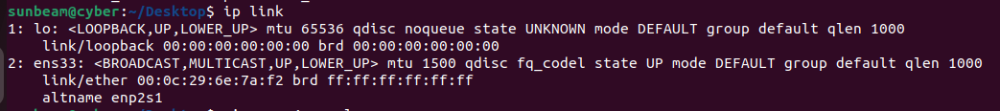 sunbeam@cyber:~/Desktop$ ip link
1: lo: <LOOPBACK,UP,LOWER_UP> mtu 65536 qdisc noqueue state UNKNOWN mode DEFAULT group default qlen 1000
    link/loopback 00:00:00:00:00:00 brd 00:00:00:00:00:00
2: ens33: <BROADCAST,MULTICAST,UP,LOWER_UP> mtu 1500 qdisc fq_codel state UP mode DEFAULT group default qlen 1000
    link/ether 00:0c:29:6e:7a:f2 brd ff:ff:ff:ff:ff:ff
    altname enp2s1